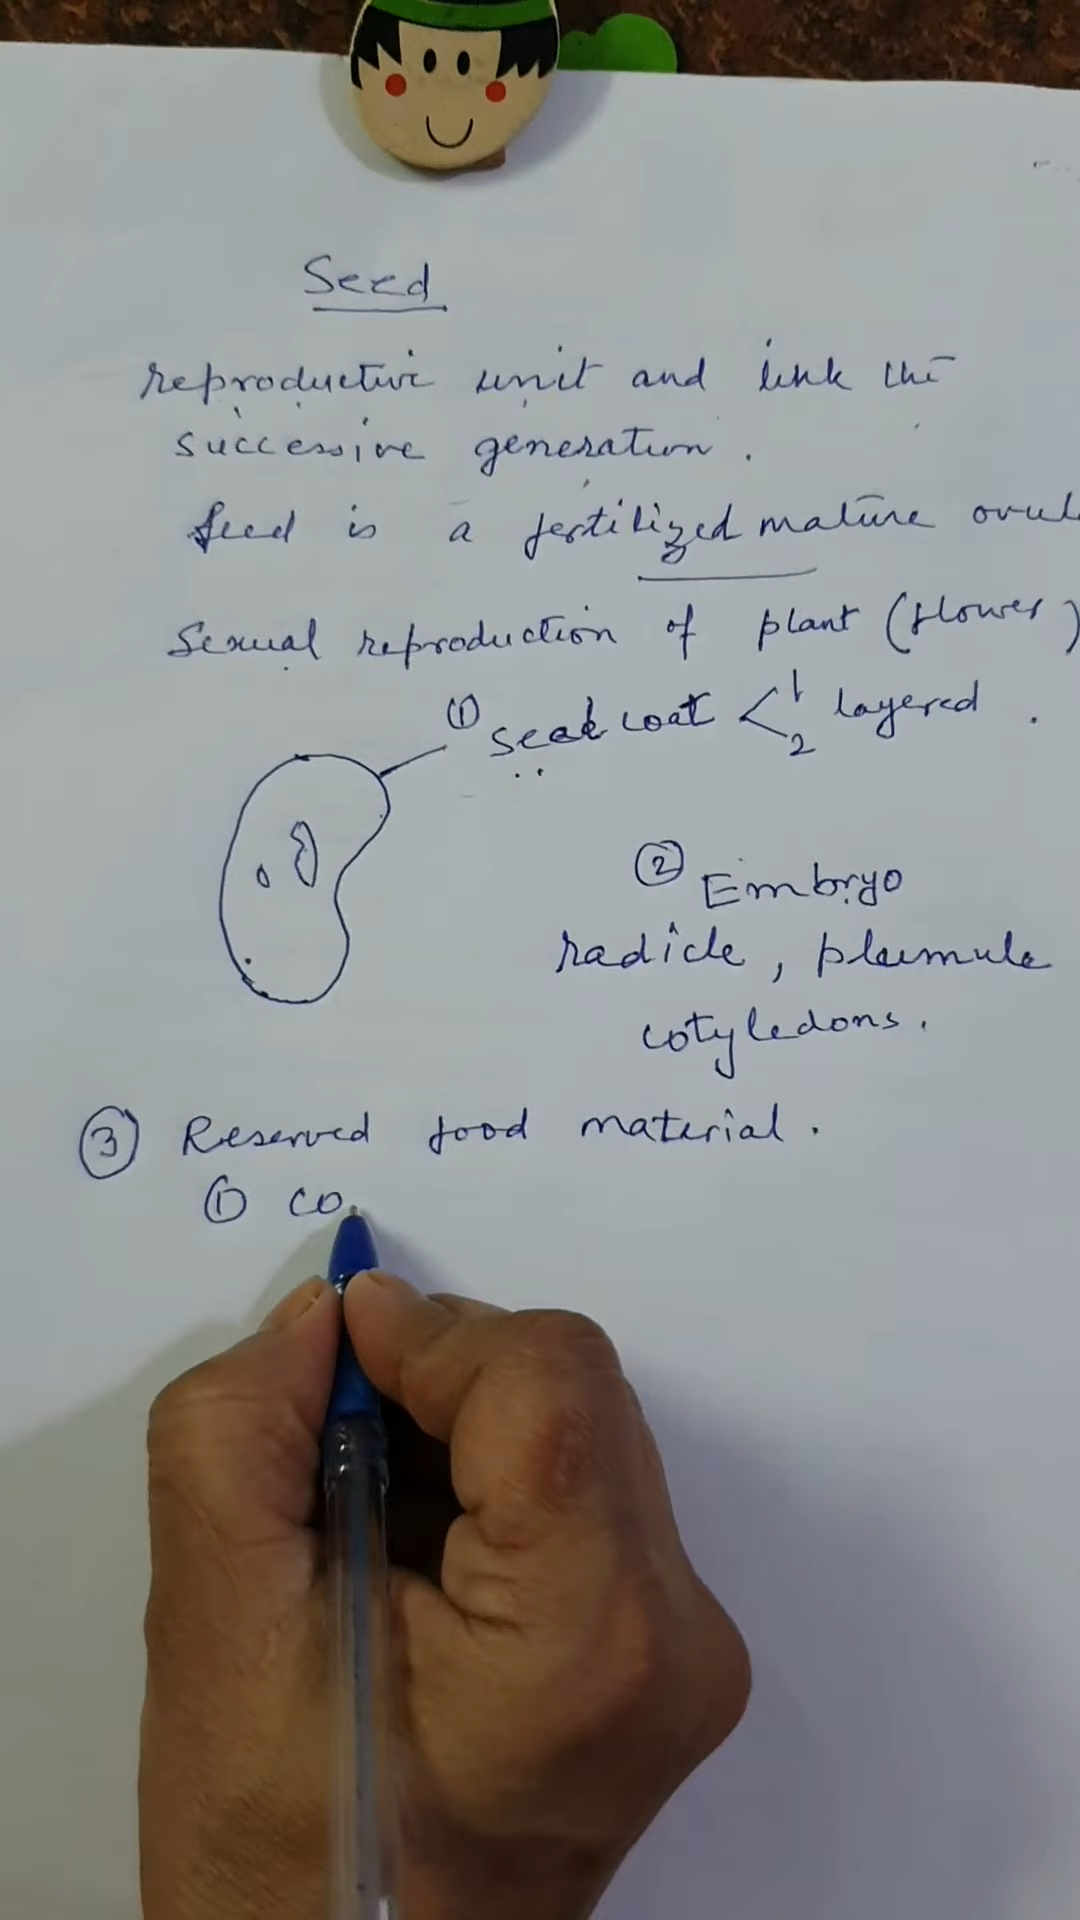 Seed
reproductive unit and link the
successive generation.
Seed is a fertilized mature ovule
Sexual reproduction of plant (flower)
① Seed coat < 1 2 layered.
② Embryo
radicle, plumule
cotyledons.
③ Reserved food material.
① co